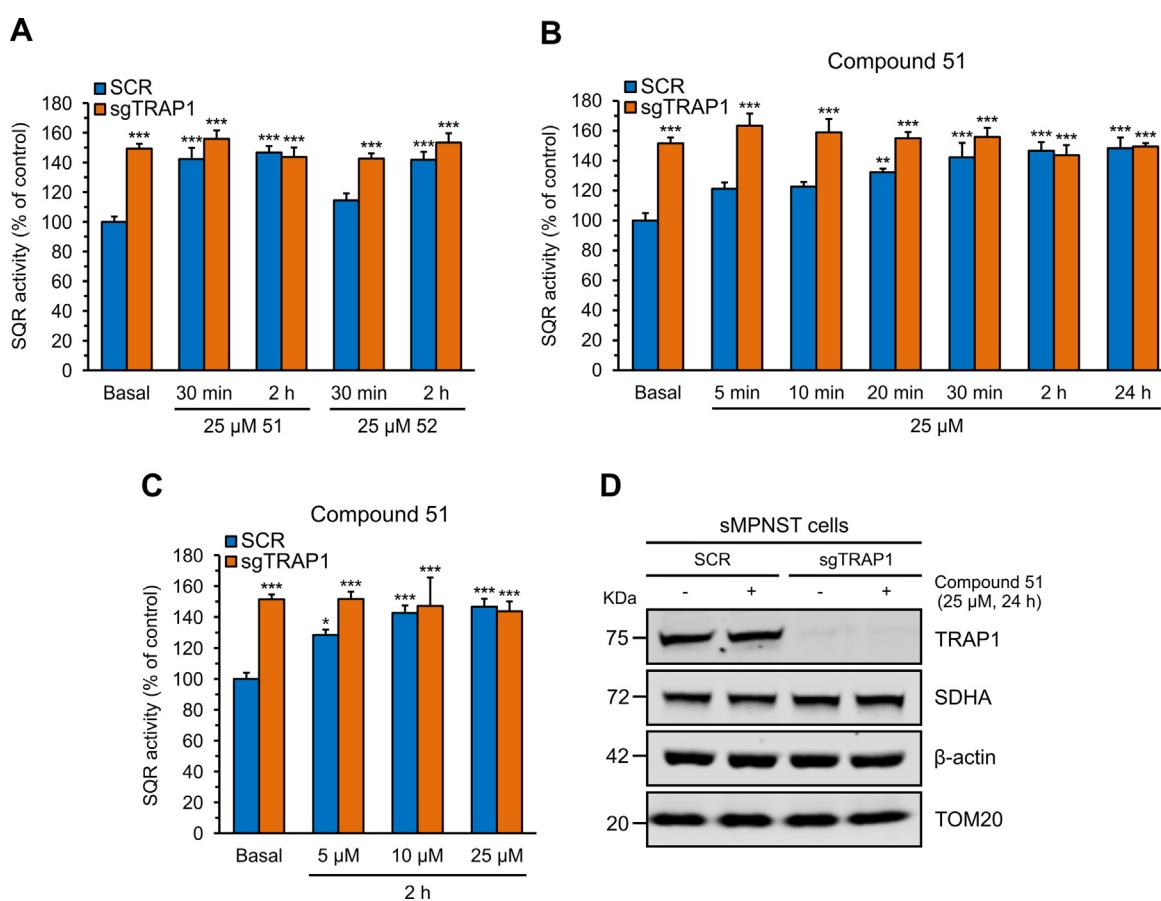 A
SCR
sgTRAP1
SQR activity (% of control)
180
160
140
120
100
80
60
40
20
0
***
***
***
***
***
***
***
***
Basal
30 min
2 h
30 min
2 h
25 µM 51
25 µM 52
B
Compound 51
SCR
sgTRAP1
SQR activity (% of control)
180
160
140
120
100
80
60
40
20
0
***
***
***
**
***
***
***
***
***
***
***
Basal
5 min
10 min
20 min
30 min
2 h
24 h
25 µM
C
Compound 51
SCR
sgTRAP1
SQR activity (% of control)
180
160
140
120
100
80
60
40
20
0
***
*
***
***
***
***
***
Basal
5 µM
10 µM
25 µM
2 h
D
sMPNST cells
SCR
sgTRAP1
KDa
-
+
-
+
Compound 51
(25 µM, 24 h)
75
TRAP1
72
SDHA
42
β-actin
20
TOM20